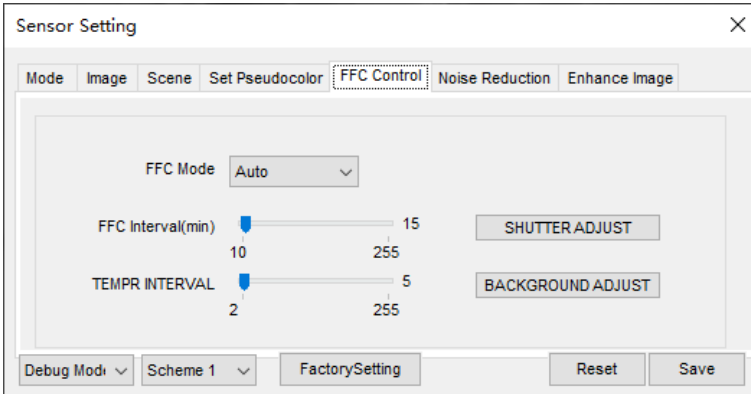 Sensor Setting
Mode Image Scene Set Pseudocolor FFC Control Noise Reduction Enhance Image
FFC Mode Auto
FFC Interval(min) 15 SHUTTER ADJUST
10 255
TEMPR INTERVAL 5 BACKGROUND ADJUST
2 255
Debug Mod Scheme 1 FactorySetting Reset Save